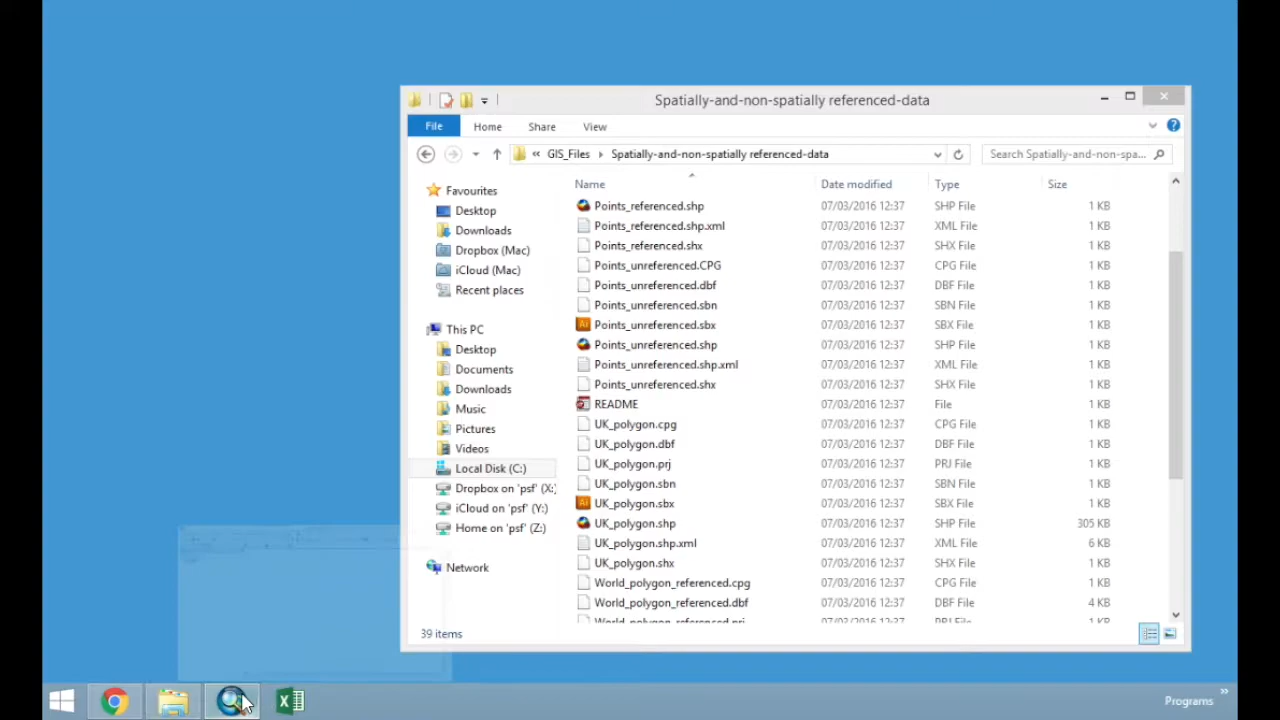 Spatially-and-non-spatially referenced-data
File Home Share View
« GIS_Files Spatially-and-non-spatially referenced-data Search Spatially-and-non-spa...
Name Date modified Type Size
Favourites
Desktop
Downloads
Dropbox (Mac)
iCloud (Mac)
Recent places
This PC
Desktop
Documents
Downloads
Music
Pictures
Videos
Local Disk (C:)
Dropbox on 'psf' (X:)
iCloud on 'psf' (Y:)
Home on 'psf' (Z:)
Network
Points_referenced.shp 07/03/2016 12:37 SHP File 1 KB
Points_referenced.shp.xml 07/03/2016 12:37 XML File 1 KB
Points_referenced.shx 07/03/2016 12:37 SHX File 1 KB
Points_unreferenced.CPG 07/03/2016 12:37 CPG File 1 KB
Points_unreferenced.dbf 07/03/2016 12:37 DBF File 1 KB
Points_unreferenced.sbn 07/03/2016 12:37 SBN File 1 KB
Points_unreferenced.sbx 07/03/2016 12:37 SBX File 1 KB
Points_unreferenced.shp 07/03/2016 12:37 SHP File 1 KB
Points_unreferenced.shp.xml 07/03/2016 12:37 XML File 1 KB
Points_unreferenced.shx 07/03/2016 12:37 SHX File 1 KB
README 07/03/2016 12:37 File 1 KB
UK_polygon.cpg 07/03/2016 12:37 CPG File 1 KB
UK_polygon.dbf 07/03/2016 12:37 DBF File 1 KB
UK_polygon.prj 07/03/2016 12:37 PRJ File 1 KB
UK_polygon.sbn 07/03/2016 12:37 SBN File 1 KB
UK_polygon.sbx 07/03/2016 12:37 SBX File 1 KB
UK_polygon.shp 07/03/2016 12:37 SHP File 305 KB
UK_polygon.shp.xml 07/03/2016 12:37 XML File 6 KB
UK_polygon.shx 07/03/2016 12:37 SHX File 1 KB
World_polygon_referenced.cpg 07/03/2016 12:37 CPG File 1 KB
World_polygon_referenced.dbf 07/03/2016 12:37 DBF File 4 KB
World_polygon_referenced.prj 07/03/2016 12:37 PRJ File 1 KB
39 items
Programs »